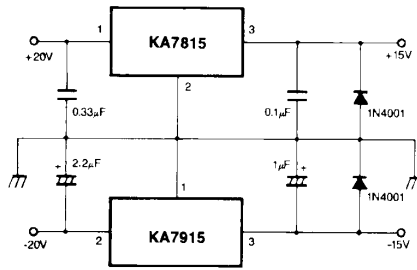 1 KA7815 3
+20V +15V
2
0.33µF 0.1µF 1N4001
+ 2.2µF 1µF +
1
1N4001
-20V 2 KA7915 3 -15V